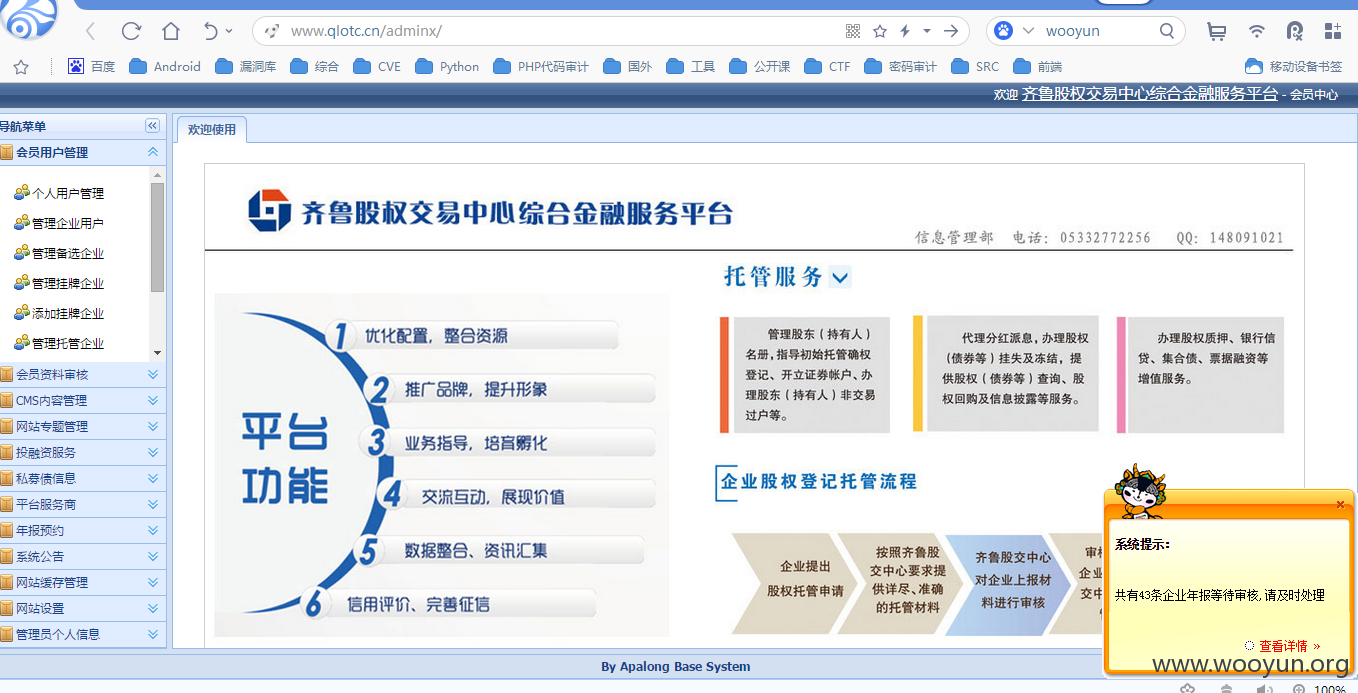 www.qlotc.cn/adminx/
wooyun
百度 Android 漏洞库 综合 CVE Python PHP代码审计 国外 工具 公开课 CTF 密码审计 SRC 前端 移动设备书签
欢迎 齐鲁股权交易中心综合金融服务平台 - 会员中心
导航菜单
欢迎使用
会员用户管理
个人用户管理
管理企业用户
管理备选企业
管理挂牌企业
添加挂牌企业
管理托管企业
会员资料审核
CMS内容管理
网站专题管理
投融资服务
私募债信息
平台服务商
年报预约
系统公告
网站缓存管理
网站设置
管理员个人信息
齐鲁股权交易中心综合金融服务平台
信息管理部 电话: 05332772256 QQ: 148091021
平台
功能
1 优化配置，整合资源
2 推广品牌，提升形象
3 业务指导，培育孵化
4 交流互动，展现价值
5 数据整合、资讯汇集
6 信用评价、完善征信
托管服务
管理股东（持有人）
名册，指导初始托管确权
登记、开立证券帐户、办
理股东（持有人）非交易
过户等。
代理分红派息，办理股权
（债券等）挂失及冻结，提
供股权（债券等）查询、股
权回购及信息披露等服务。
办理股权质押、银行信
贷、集合债、票据融资等
增值服务。
企业股权登记托管流程
企业提出
股权托管申请
按照齐鲁股
交中心要求提
供详尽、准确
的托管材料
齐鲁股交中心
对企业上报材
料进行审核
企业
交中
系统提示:
共有43条企业年报等待审核,请及时处理
查看详情 »
By Apalong Base System
www.wooyun.org
100%